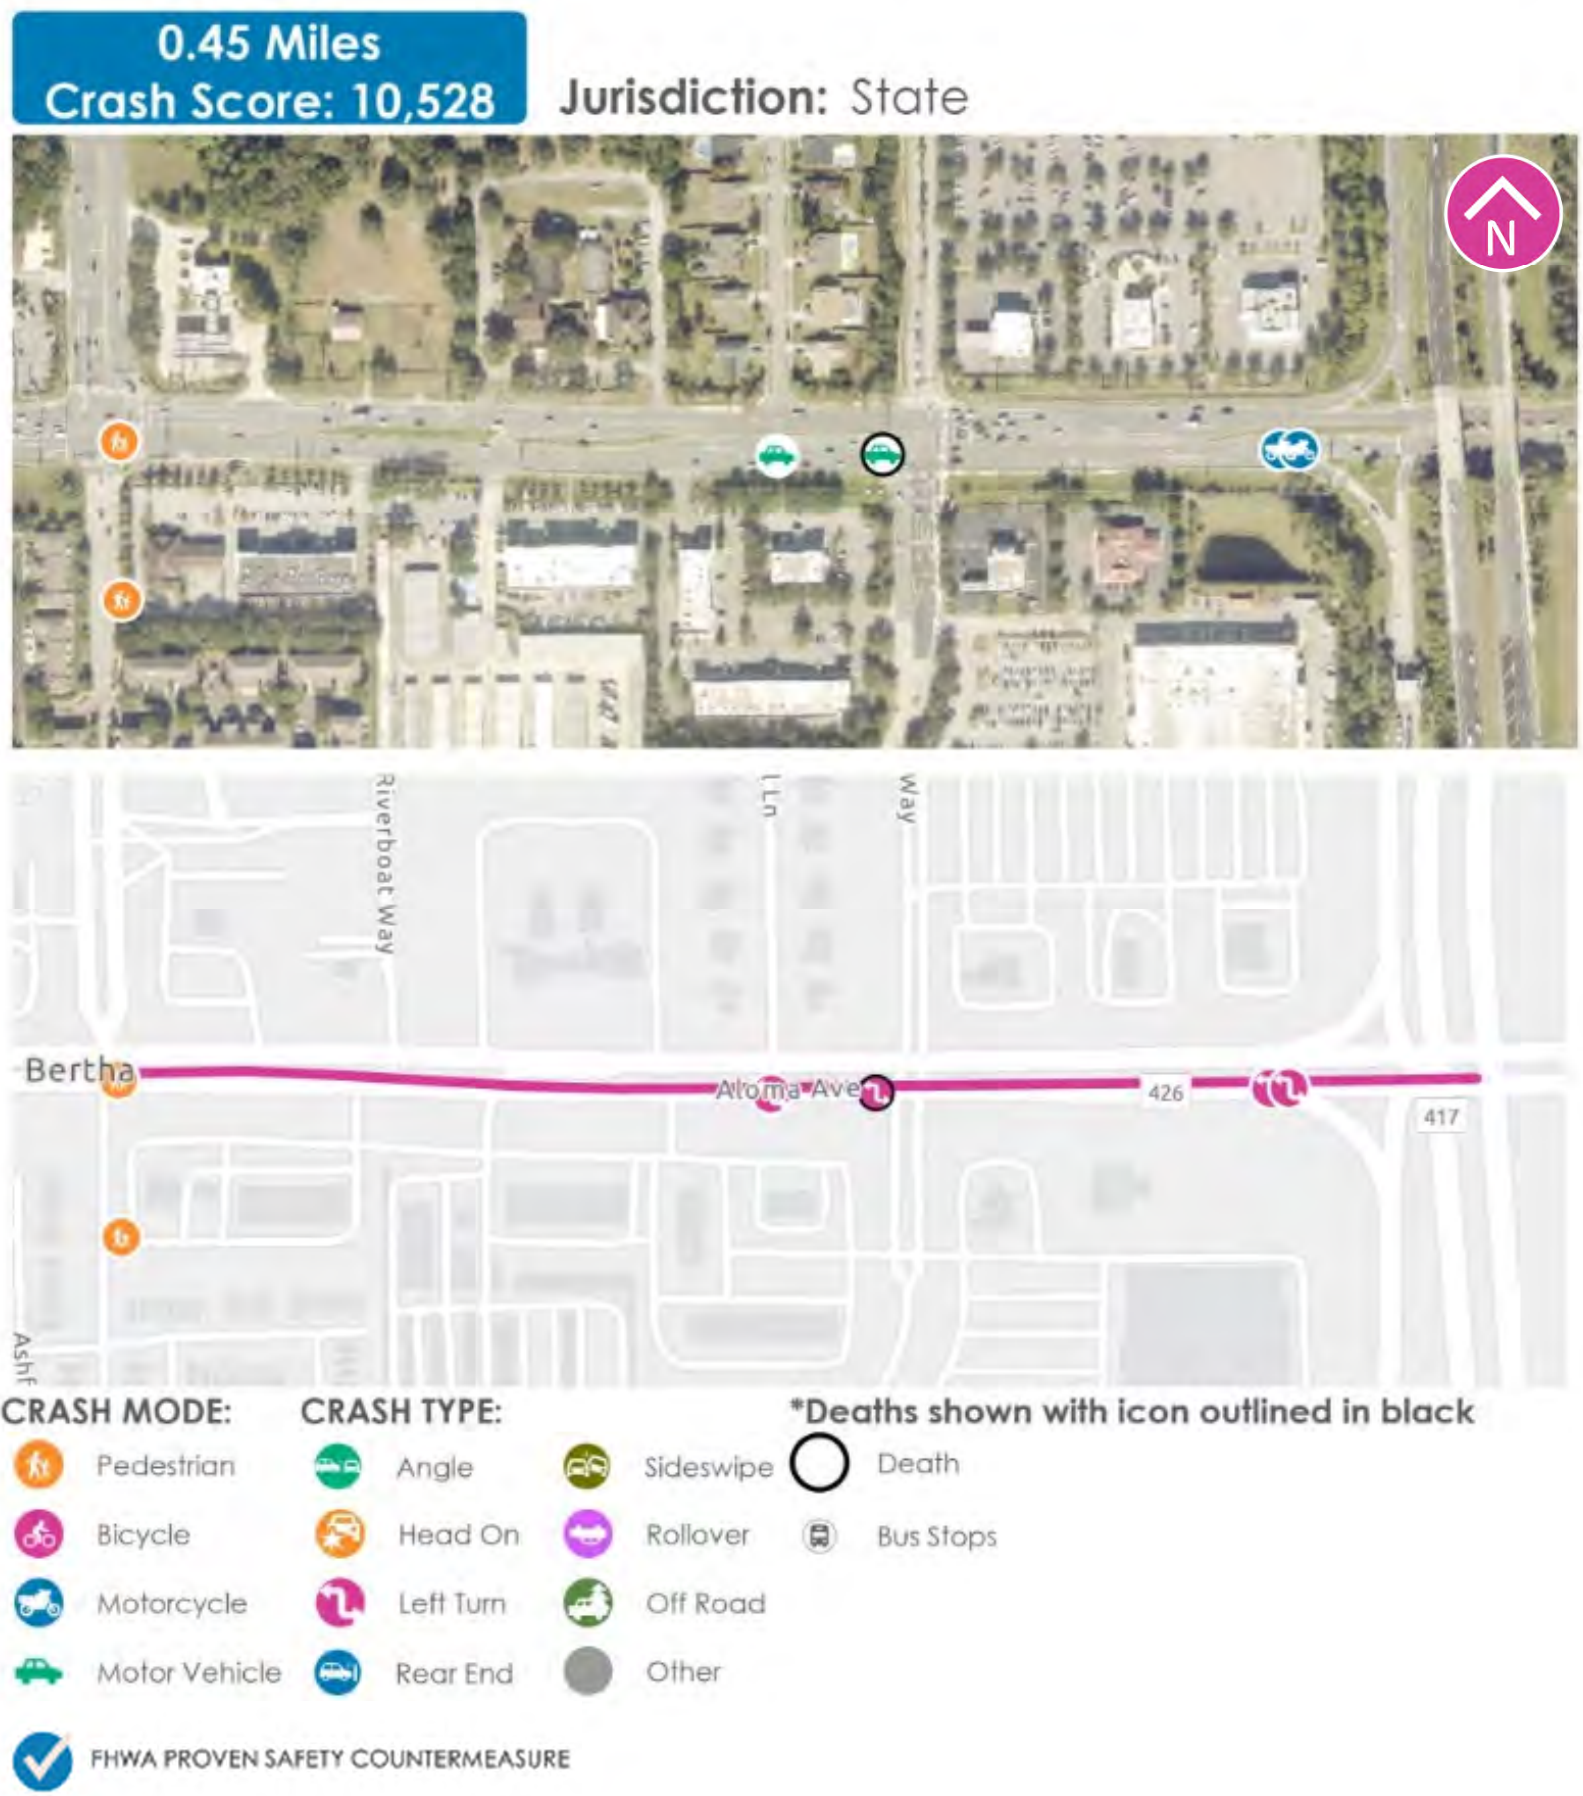 0.45 Miles
Crash Score: 10,528
Jurisdiction: State
N
Riverboat Way
l Ln
Way
Bertha
Aloma Ave
426
417
Ashf
CRASH MODE:
CRASH TYPE:
*Deaths shown with icon outlined in black
Pedestrian
Angle
Sideswipe
Death
Bicycle
Head On
Rollover
Bus Stops
Motorcycle
Left Turn
Off Road
Motor Vehicle
Rear End
Other
FHWA PROVEN SAFETY COUNTERMEASURE